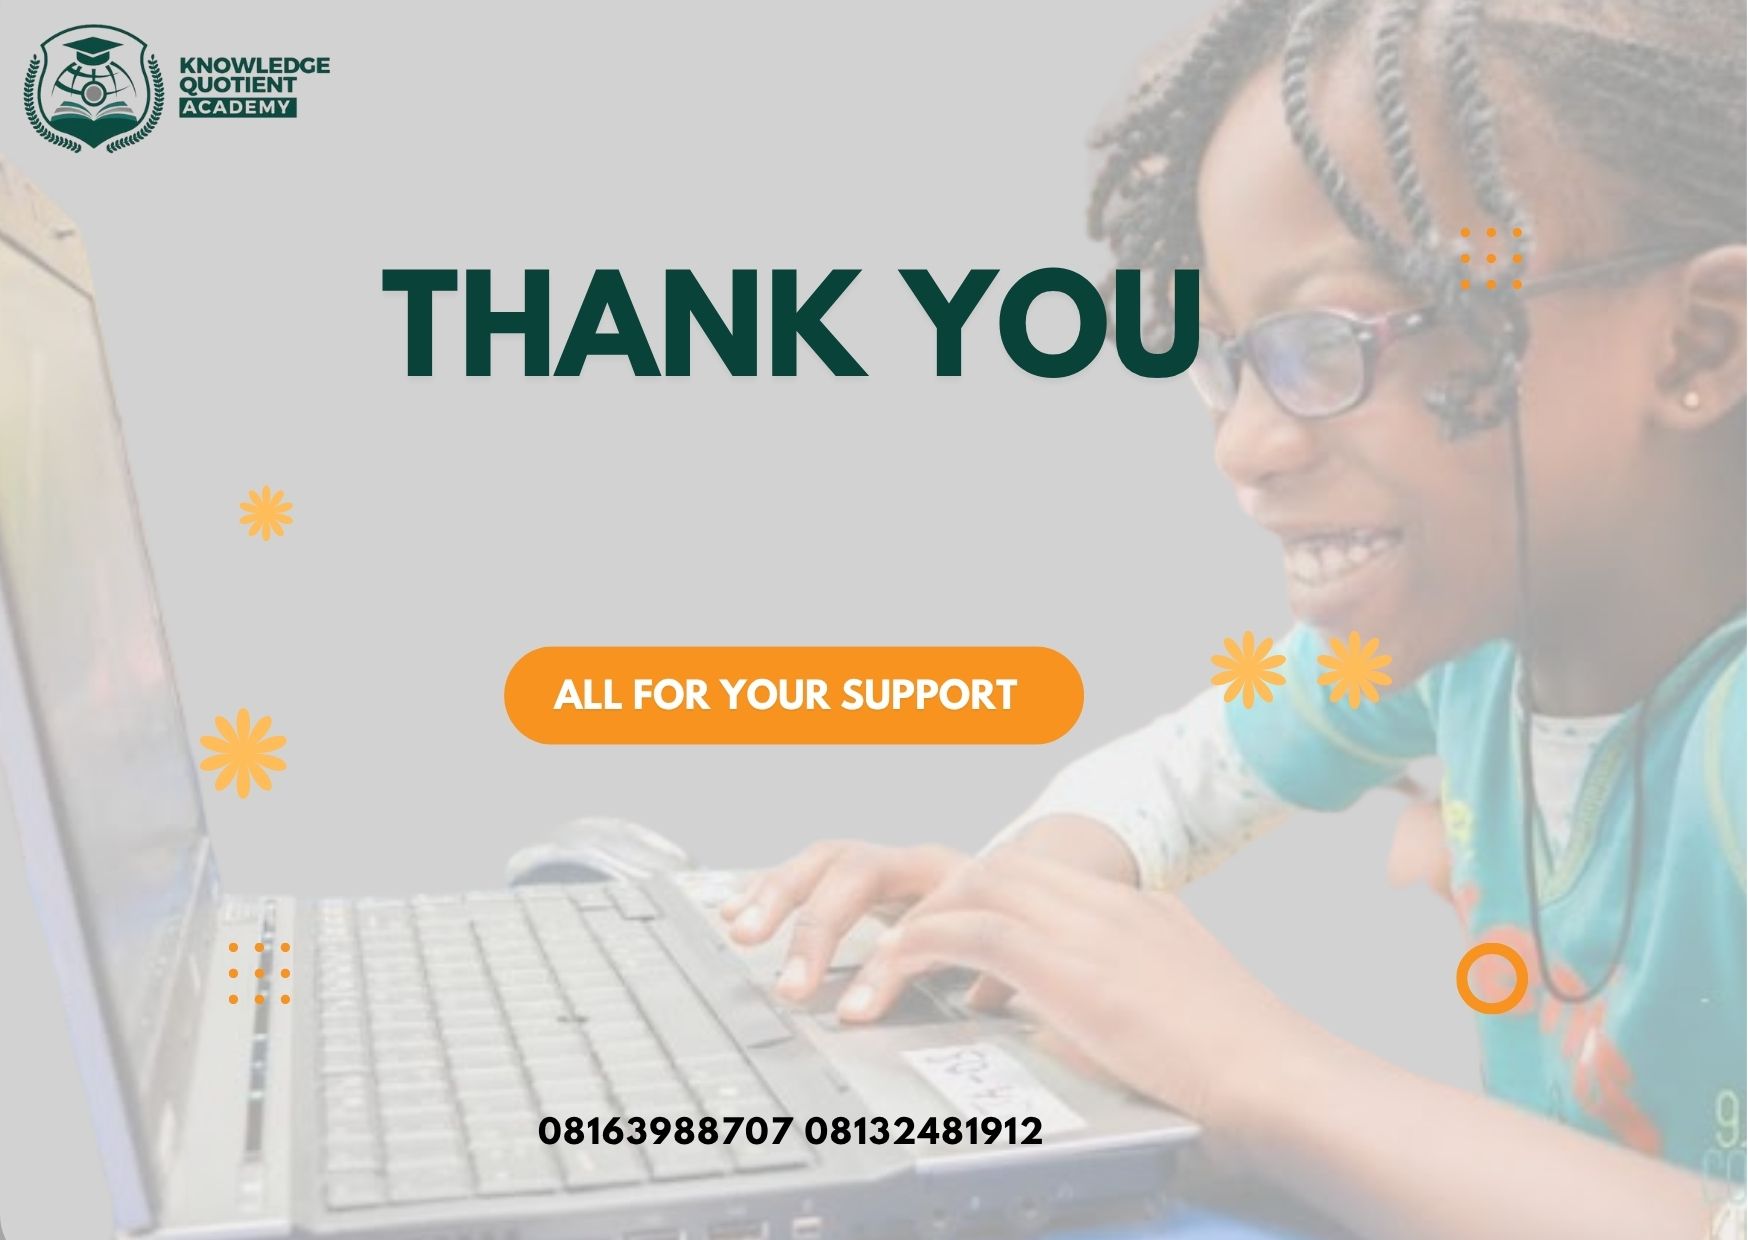 KNOWLEDGE
QUOTIENT
ACADEMY
THANK YOU
ALL FOR YOUR SUPPORT
08163988707 08132481912